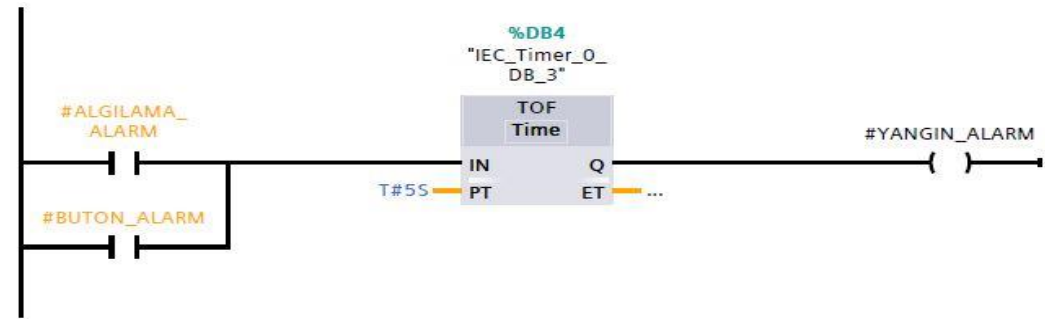 %DB4
"IEC_Timer_0_
DB_3"
#ALGILAMA_
ALARM
TOF
Time
#YANGIN_ALARM
IN
Q
T#5S
PT
ET
...
#BUTON_ALARM